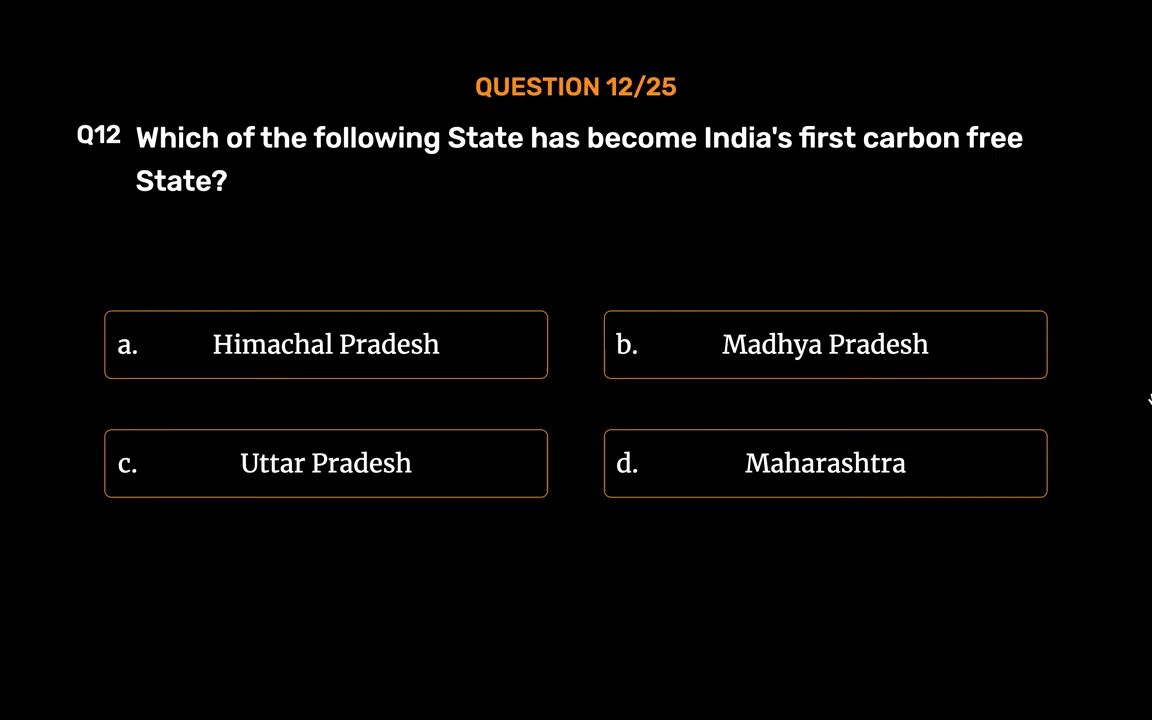 QUESTION 12/25
Q12 Which of the following State has become India's first carbon free
State?
a. Himachal Pradesh
b. Madhya Pradesh
c. Uttar Pradesh
d. Maharashtra